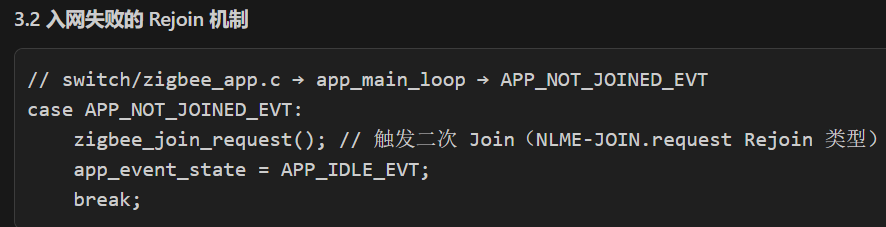 3.2 入网失败的 Rejoin 机制
// switch/zigbee_app.c → app_main_loop → APP_NOT_JOINED_EVT
case APP_NOT_JOINED_EVT:
    zigbee_join_request(); // 触发二次 Join（NLME-JOIN.request Rejoin 类型）
    app_event_state = APP_IDLE_EVT;
    break;